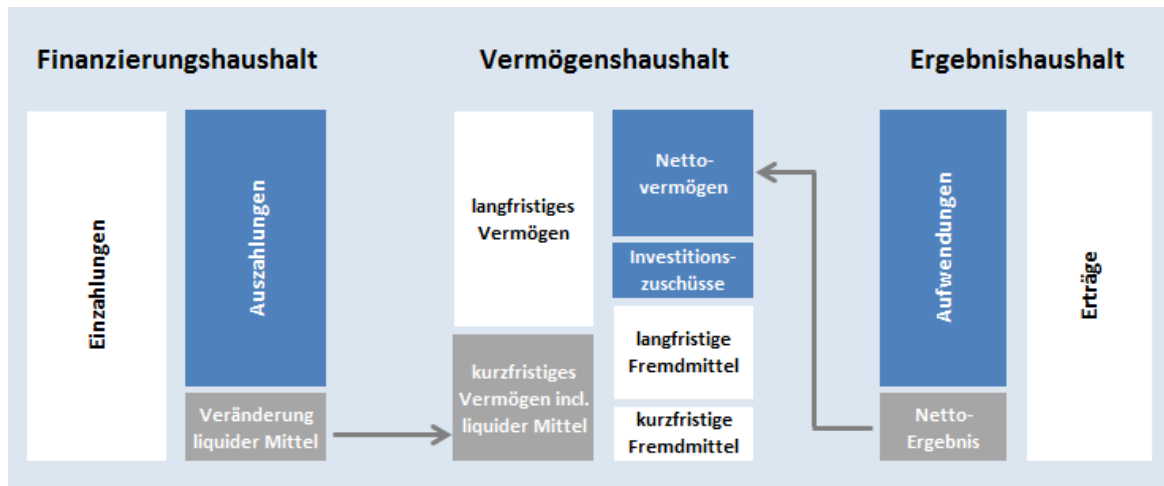 Finanzierungshaushalt
Einzahlungen
Auszahlungen
Veränderung
liquider Mittel
Vermögenshaushalt
langfristiges
Vermögen
kurzfristiges
Vermögen incl.
liquider Mittel
Netto-
vermögen
Investitions-
zuschüsse
langfristige
Fremdmittel
kurzfristige
Fremdmittel
Ergebnishaushalt
Aufwendungen
Netto-
Ergebnis
Erträge